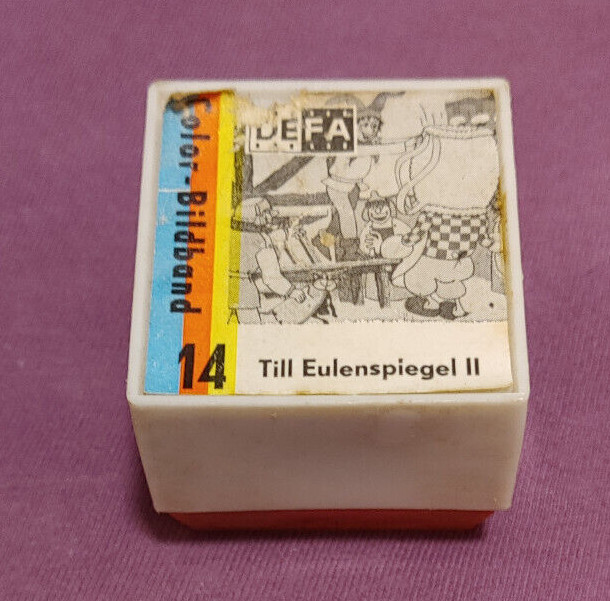 DEFA
Color-Bildband
14
Till Eulenspiegel II